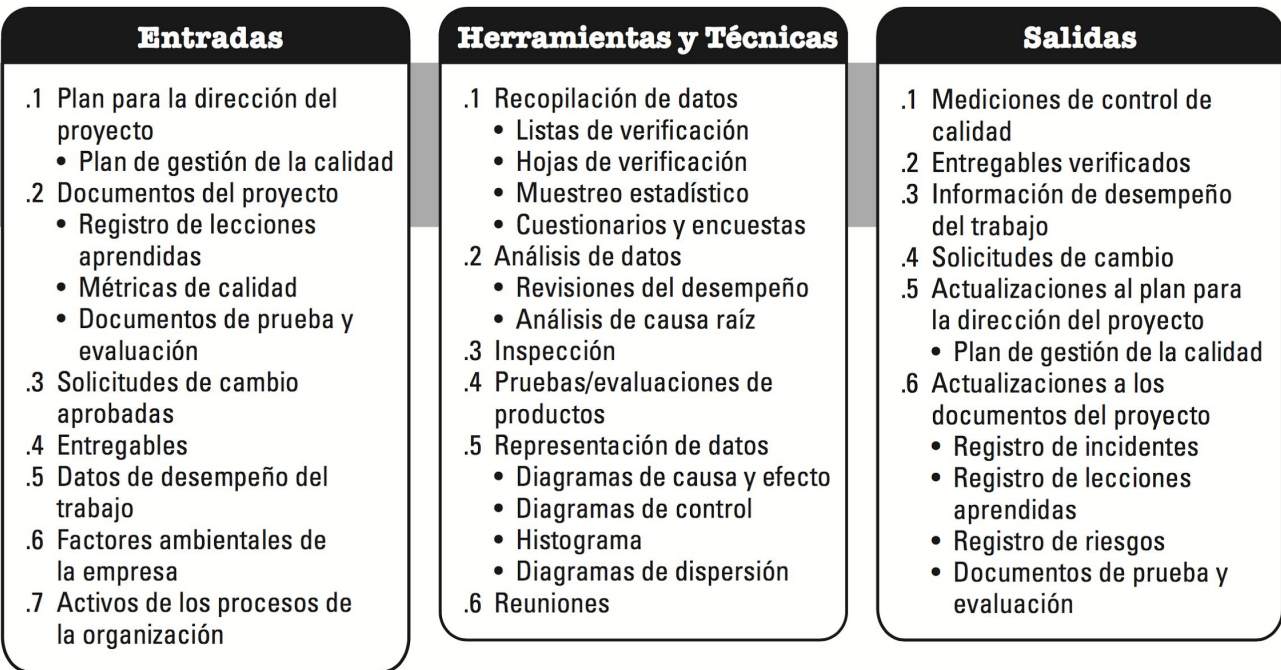 Entradas
.1 Plan para la dirección del
proyecto
• Plan de gestión de la calidad
.2 Documentos del proyecto
• Registro de lecciones
aprendidas
• Métricas de calidad
• Documentos de prueba y
evaluación
.3 Solicitudes de cambio
aprobadas
.4 Entregables
.5 Datos de desempeño del
trabajo
.6 Factores ambientales de
la empresa
.7 Activos de los procesos de
la organización
Herramientas y Técnicas
.1 Recopilación de datos
• Listas de verificación
• Hojas de verificación
• Muestreo estadístico
• Cuestionarios y encuestas
.2 Análisis de datos
• Revisiones del desempeño
• Análisis de causa raíz
.3 Inspección
.4 Pruebas/evaluaciones de
productos
.5 Representación de datos
• Diagramas de causa y efecto
• Diagramas de control
• Histograma
• Diagramas de dispersión
.6 Reuniones
Salidas
.1 Mediciones de control de
calidad
.2 Entregables verificados
.3 Información de desempeño
del trabajo
.4 Solicitudes de cambio
.5 Actualizaciones al plan para
la dirección del proyecto
• Plan de gestión de la calidad
.6 Actualizaciones a los
documentos del proyecto
• Registro de incidentes
• Registro de lecciones
aprendidas
• Registro de riesgos
• Documentos de prueba y
evaluación